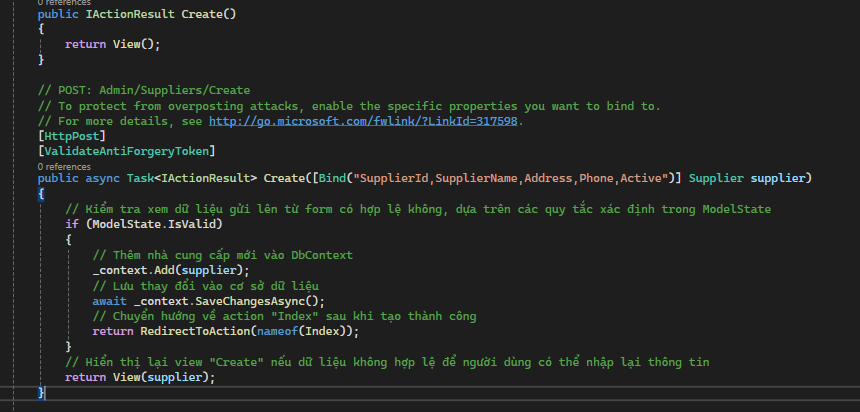 0 references
public IActionResult Create()
{
return View();
}
// POST: Admin/Suppliers/Create
// To protect from overposting attacks, enable the specific properties you want to bind to.
// For more details, see http://go.microsoft.com/fwlink/?LinkId=317598.
[HttpPost]
[ValidateAntiForgeryToken]
0 references
public async Task<IActionResult> Create([Bind("SupplierId,SupplierName,Address,Phone,Active")] Supplier supplier)
{
// Kiểm tra xem dữ liệu gửi lên từ form có hợp lệ không, dựa trên các quy tắc xác định trong ModelState
if (ModelState.IsValid)
{
// Thêm nhà cung cấp mới vào DbContext
_context.Add(supplier);
// Lưu thay đổi vào cơ sở dữ liệu
await _context.SaveChangesAsync();
// Chuyển hướng về action "Index" sau khi tạo thành công
return RedirectToAction(nameof(Index));
}
// Hiển thị lại view "Create" nếu dữ liệu không hợp lệ để người dùng có thể nhập lại thông tin
return View(supplier);
}